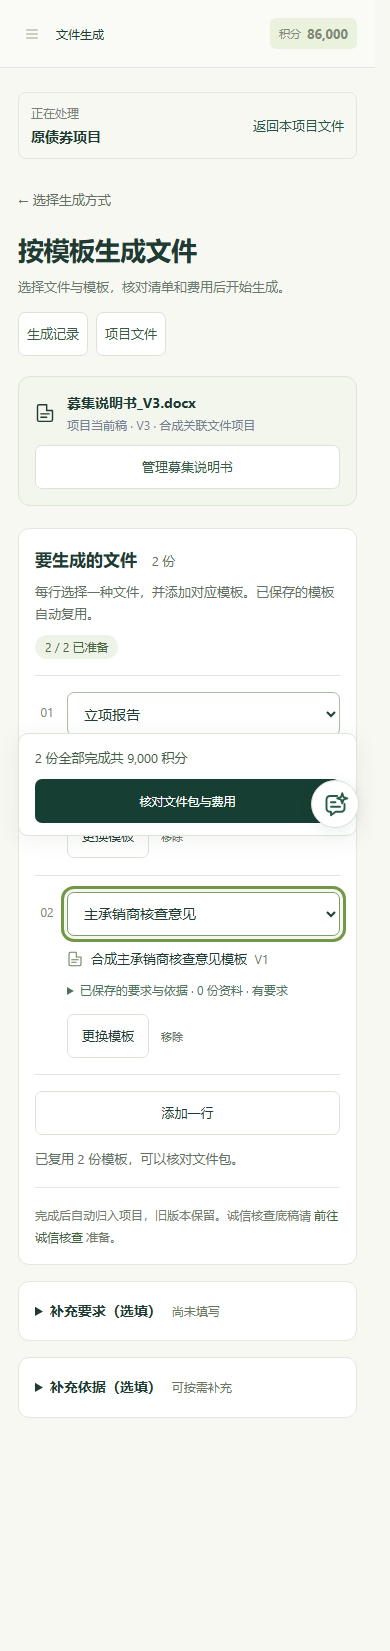 文件生成
积分 86,000
正在处理
原债券项目
返回本项目文件
← 选择生成方式
按模板生成文件
选择文件与模板，核对清单和费用后开始生成。
生成记录
项目文件
募集说明书_V3.docx
项目当前稿 · V3 · 合成关联文件项目
管理募集说明书
要生成的文件 2 份
每行选择一种文件，并添加对应模板。已保存的模板
自动复用。
2 / 2 已准备
01
立项报告
2 份全部完成共 9,000 积分
核对文件包与费用
更换模板
移除
02
主承销商核查意见
合成主承销商核查意见模板 V1
已保存的要求与依据 · 0 份资料 · 有要求
更换模板
移除
添加一行
已复用 2 份模板，可以核对文件包。
完成后自动归入项目，旧版本保留。诚信核查底稿请 前往
诚信核查 准备。
补充要求（选填） 尚未填写
补充依据（选填） 可按需补充